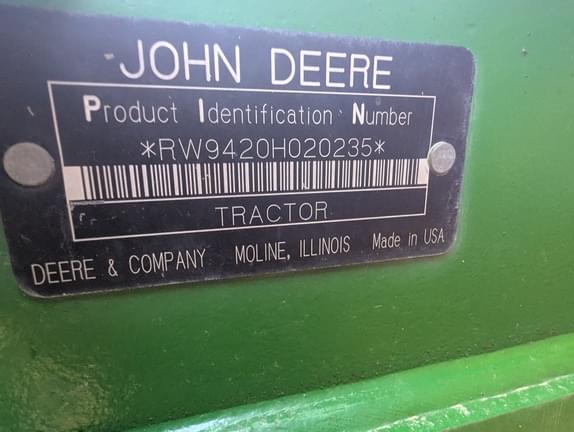 JOHN DEERE
Product Identification Number
*RW9420H020235*
TRACTOR
DEERE & COMPANY MOLINE, ILLINOIS Made in USA